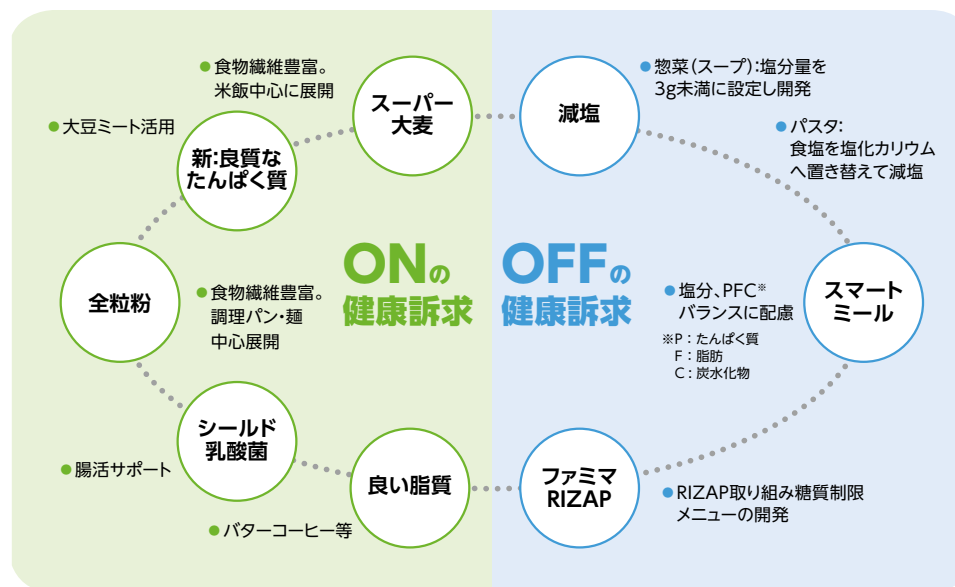 ●食物繊維豊富。
米飯中心に展開
スーパー
大麦
●大豆ミート活用
新:良質な
たんぱく質
全粒粉
●食物繊維豊富。
調理パン・麺
中心展開
シールド
乳酸菌
●腸活サポート
良い脂質
●バターコーヒー等
ONの
健康訴求
OFFの
健康訴求
減塩
●惣菜(スープ):塩分量を
3g未満に設定し開発
●パスタ:
食塩を塩化カリウム
へ置き替えて減塩
スマート
ミール
●塩分、PFC※
バランスに配慮
※P:たんぱく質
F:脂肪
C:炭水化物
ファミマ
RIZAP
●RIZAP取り組み糖質制限
メニューの開発